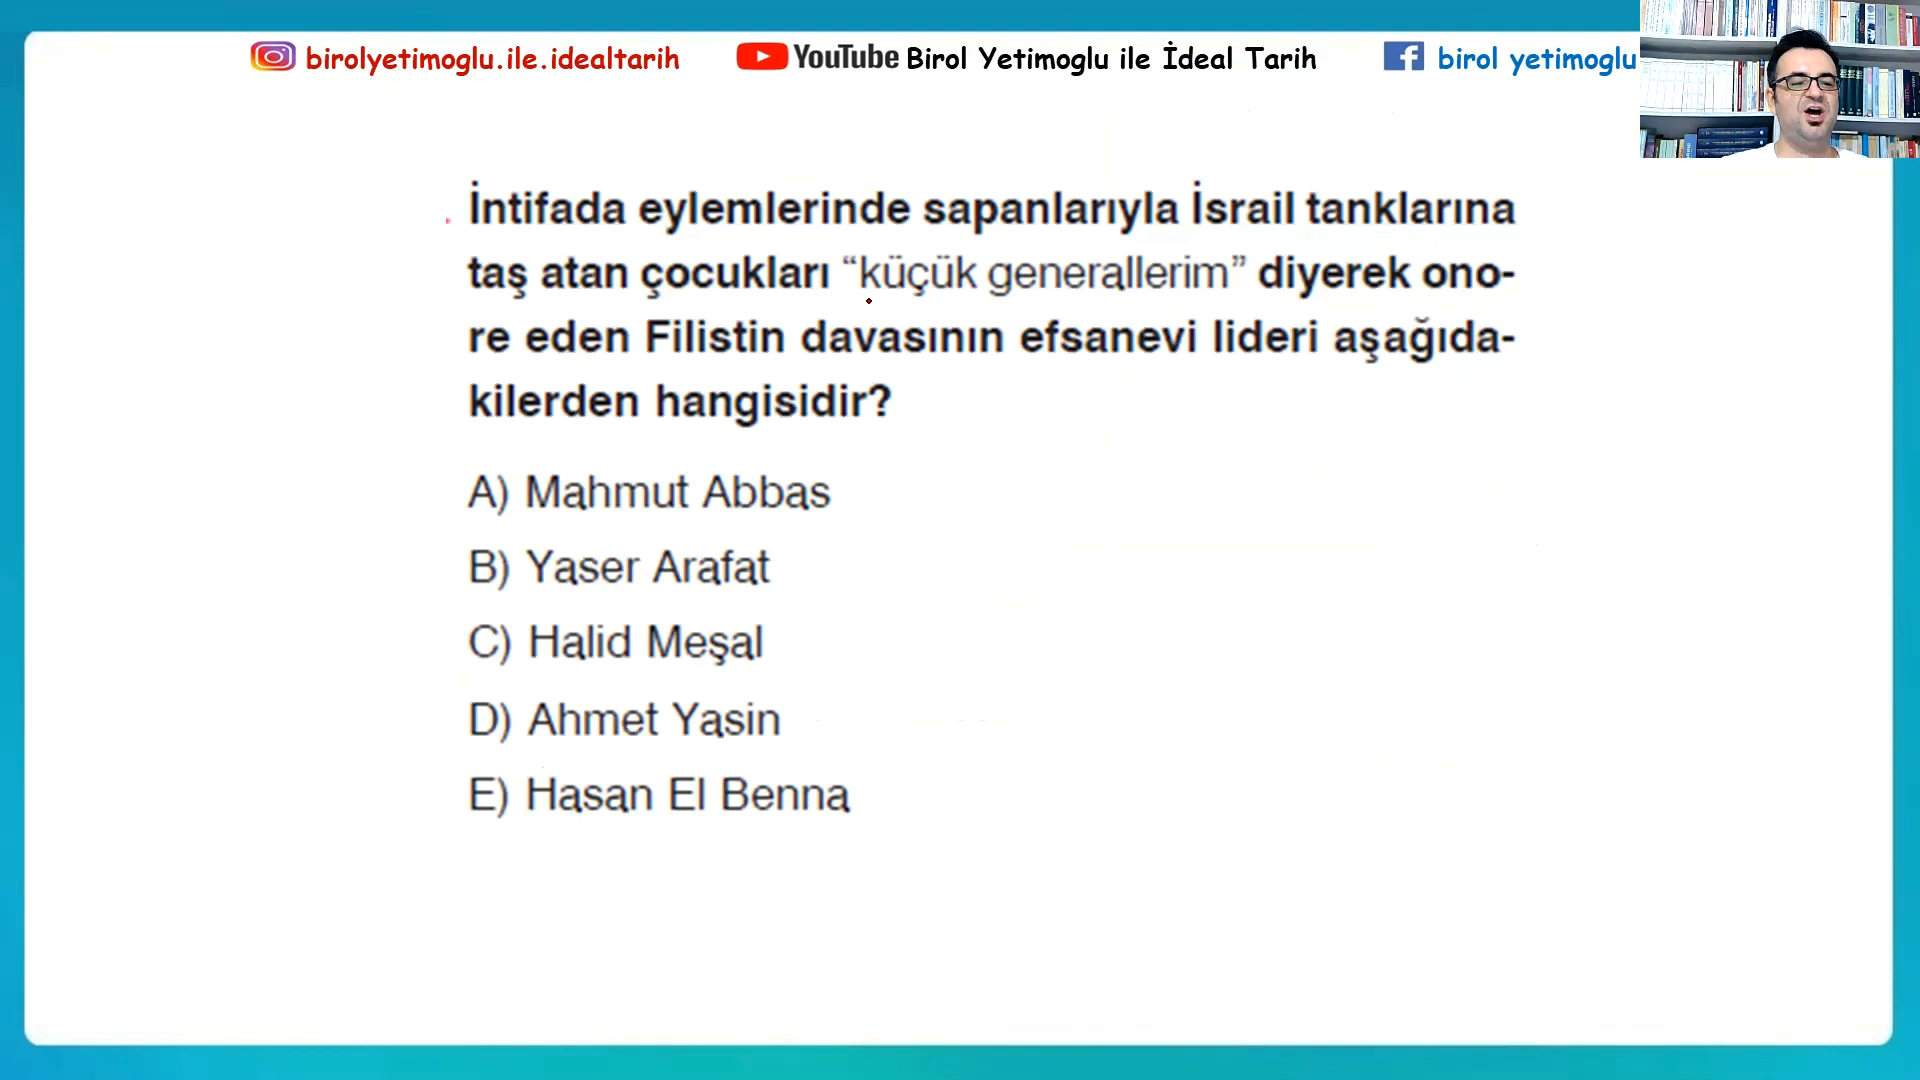 birolyetimoglu.ile.idealtarih YouTube Birol Yetimoglu ile İdeal Tarih birol yetimoglu
İntifada eylemlerinde sapanlarıyla İsrail tanklarına
taş atan çocukları “küçük generallerim” diyerek ono-
re eden Filistin davasının efsanevi lideri aşağıda-
kilerden hangisidir?
A) Mahmut Abbas
B) Yaser Arafat
C) Halid Meşal
D) Ahmet Yasin
E) Hasan El Benna